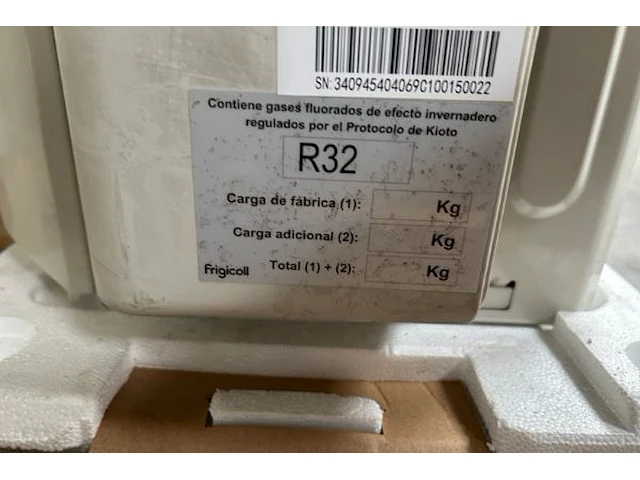 SN: 340945404069C100150022
Contiene gases fluorados de efecto invernadero
regulados por el Protocolo de Kioto
R32
Carga de fábrica (1): Kg
Carga adicional (2): Kg
frigicoll Total (1) + (2): Kg